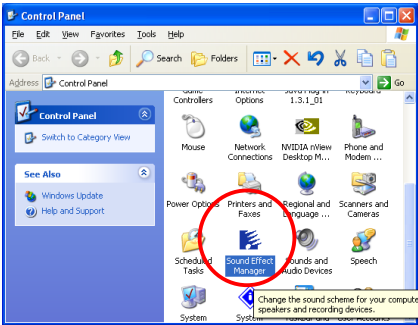 Control Panel
File Edit View Favorites Tools Help
Back Search Folders
Address Control Panel Go
Control Panel
Switch to Category View
See Also
Windows Update
Help and Support
Controllers Options 1.3.1_01
Mouse Network Connections NVIDIA nView Desktop M... Phone and Modem ...
Power Options Printers and Faxes Regional and Language ... Scanners and Cameras
Scheduled Tasks Sound Effect Manager Sounds and Audio Devices Speech
System
Change the sound scheme for your compute
speakers and recording devices.